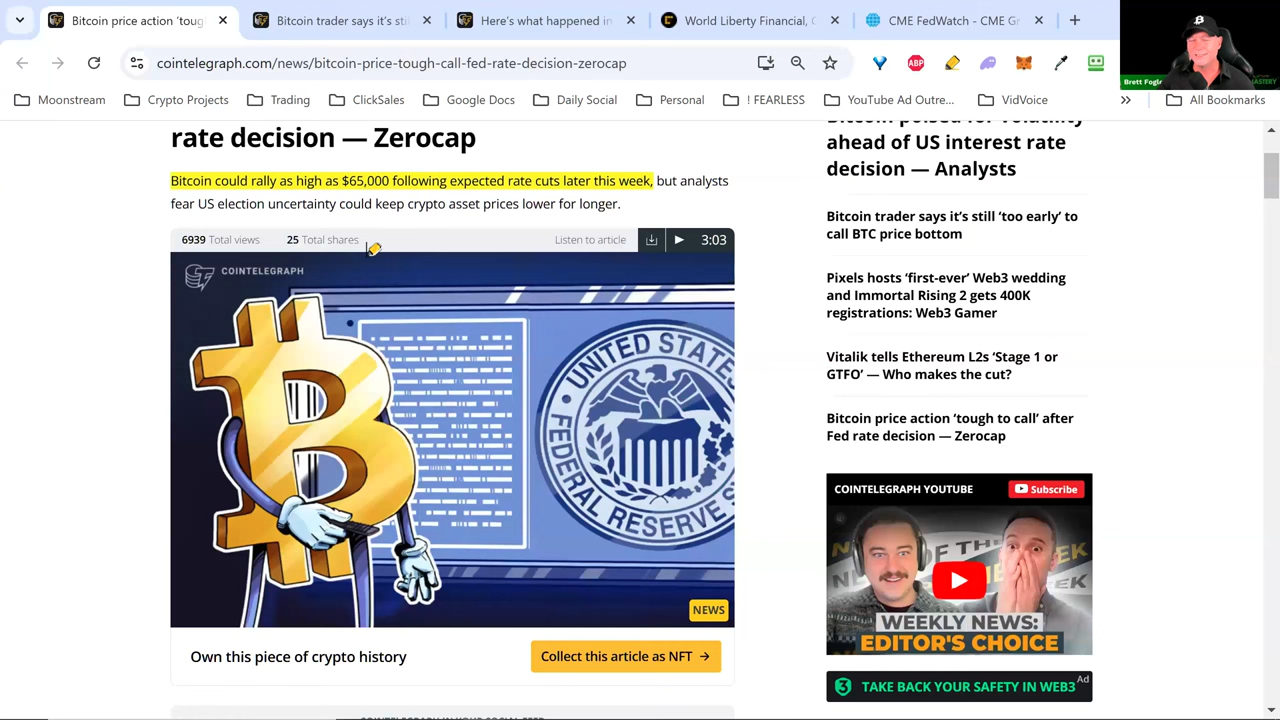 Bitcoin price action 'tough
Bitcoin trader says it's sti
Here's what happened in
World Liberty Financial, C
CME FedWatch - CME Gr
cointelegraph.com/news/bitcoin-price-tough-call-fed-rate-decision-zerocap
ABP
Brett Fogle
MASTERY
Moonstream
Crypto Projects
Trading
ClickSales
Google Docs
Daily Social
Personal
! FEARLESS
YouTube Ad Outre...
VidVoice
All Bookmarks
rate decision — Zerocap
Bitcoin could rally as high as $65,000 following expected rate cuts later this week, but analysts
fear US election uncertainty could keep crypto asset prices lower for longer.
6939 Total views
25 Total shares
Listen to article
3:03
COINTELEGRAPH
UNITED STATES
FEDERAL RESERVE
NEWS
Own this piece of crypto history
Collect this article as NFT →
Bitcoin poised for volatility
ahead of US interest rate
decision — Analysts
Bitcoin trader says it's still 'too early' to
call BTC price bottom
Pixels hosts 'first-ever' Web3 wedding
and Immortal Rising 2 gets 400K
registrations: Web3 Gamer
Vitalik tells Ethereum L2s 'Stage 1 or
GTFO' — Who makes the cut?
Bitcoin price action 'tough to call' after
Fed rate decision — Zerocap
COINTELEGRAPH YOUTUBE
Subscribe
WEEKLY NEWS:
EDITOR'S CHOICE
TAKE BACK YOUR SAFETY IN WEB3
Ad